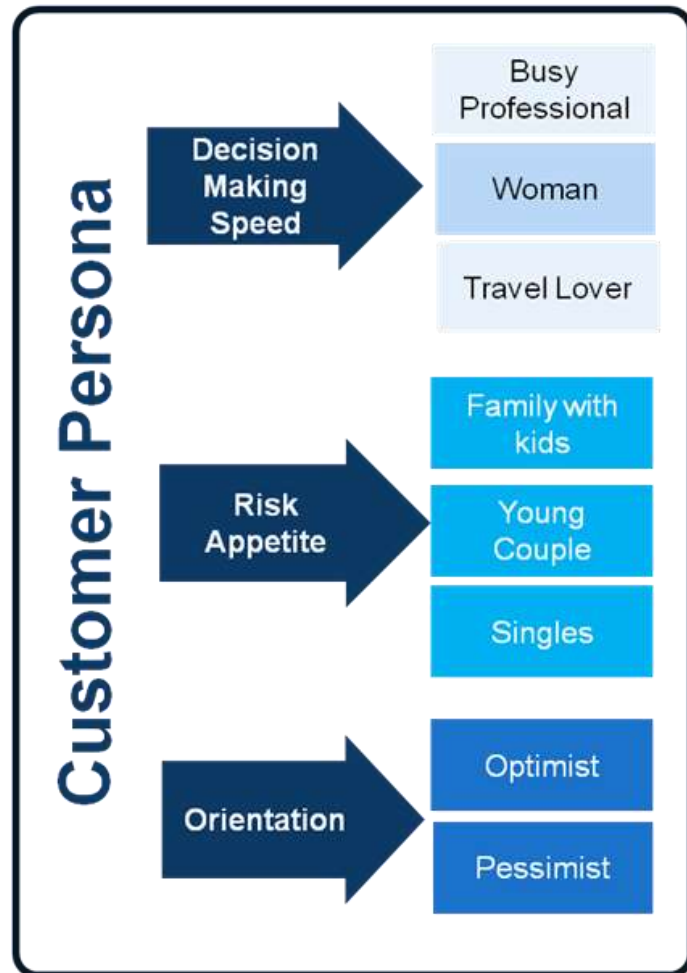 Customer Persona
Decision
Making
Speed
Busy
Professional
Woman
Travel Lover
Risk
Appetite
Family with
kids
Young
Couple
Singles
Orientation
Optimist
Pessimist